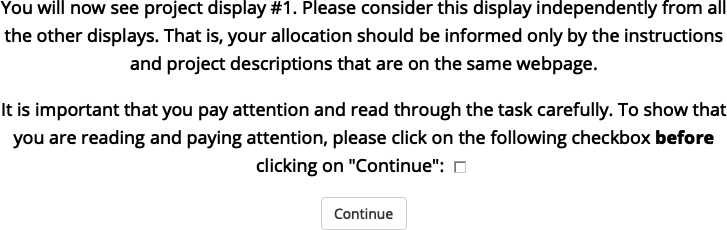 You will now see project display #1. Please consider this display independently from all
the other displays. That is, your allocation should be informed only by the instructions
and project descriptions that are on the same webpage.
It is important that you pay attention and read through the task carefully. To show that
you are reading and paying attention, please click on the following checkbox before
clicking on "Continue":
Continue